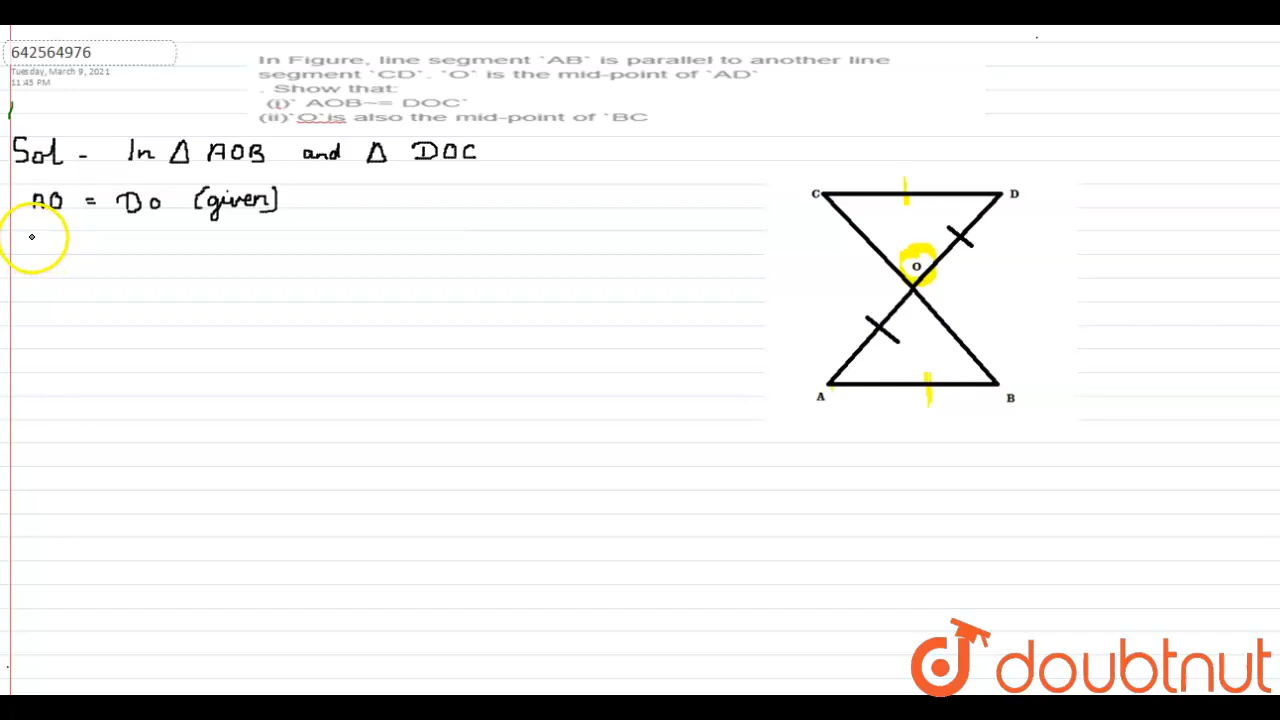 642564976
Tuesday, March 9, 2021
11:45 PM
In Figure, line segment `AB` is parallel to another line
segment `CD`. `O` is the mid-point of `AD`
. Show that:
(i)` AOB~= DOC`
(ii)`O`is also the mid-point of `BC
Sol - In Δ AOB and Δ DOC
AO = DO (given)
C
D
O
A
B
doubtnut